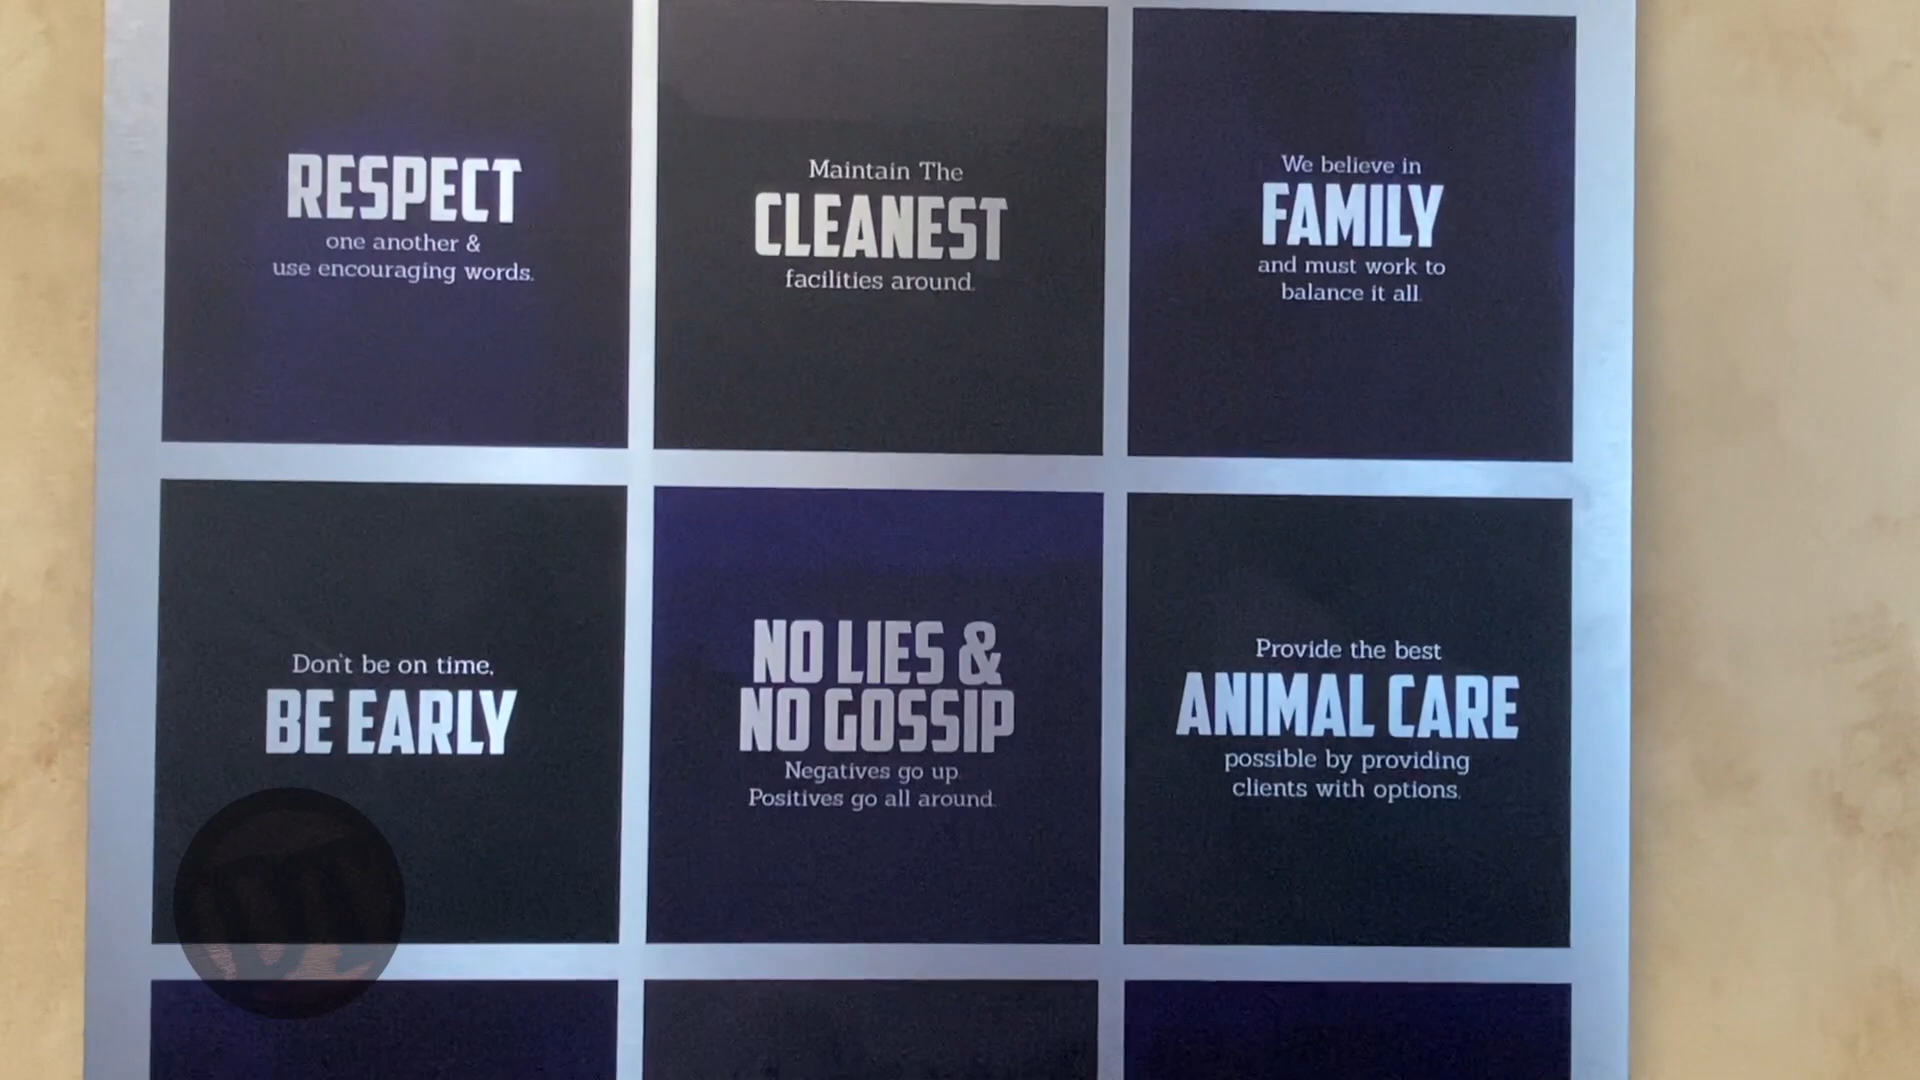 RESPECT
one another &
use encouraging words.
Maintain The
CLEANEST
facilities around.
We believe in
FAMILY
and must work to
balance it all.
Don't be on time,
BE EARLY
NO LIES &
NO GOSSIP
Negatives go up.
Positives go all around.
Provide the best
ANIMAL CARE
possible by providing
clients with options.